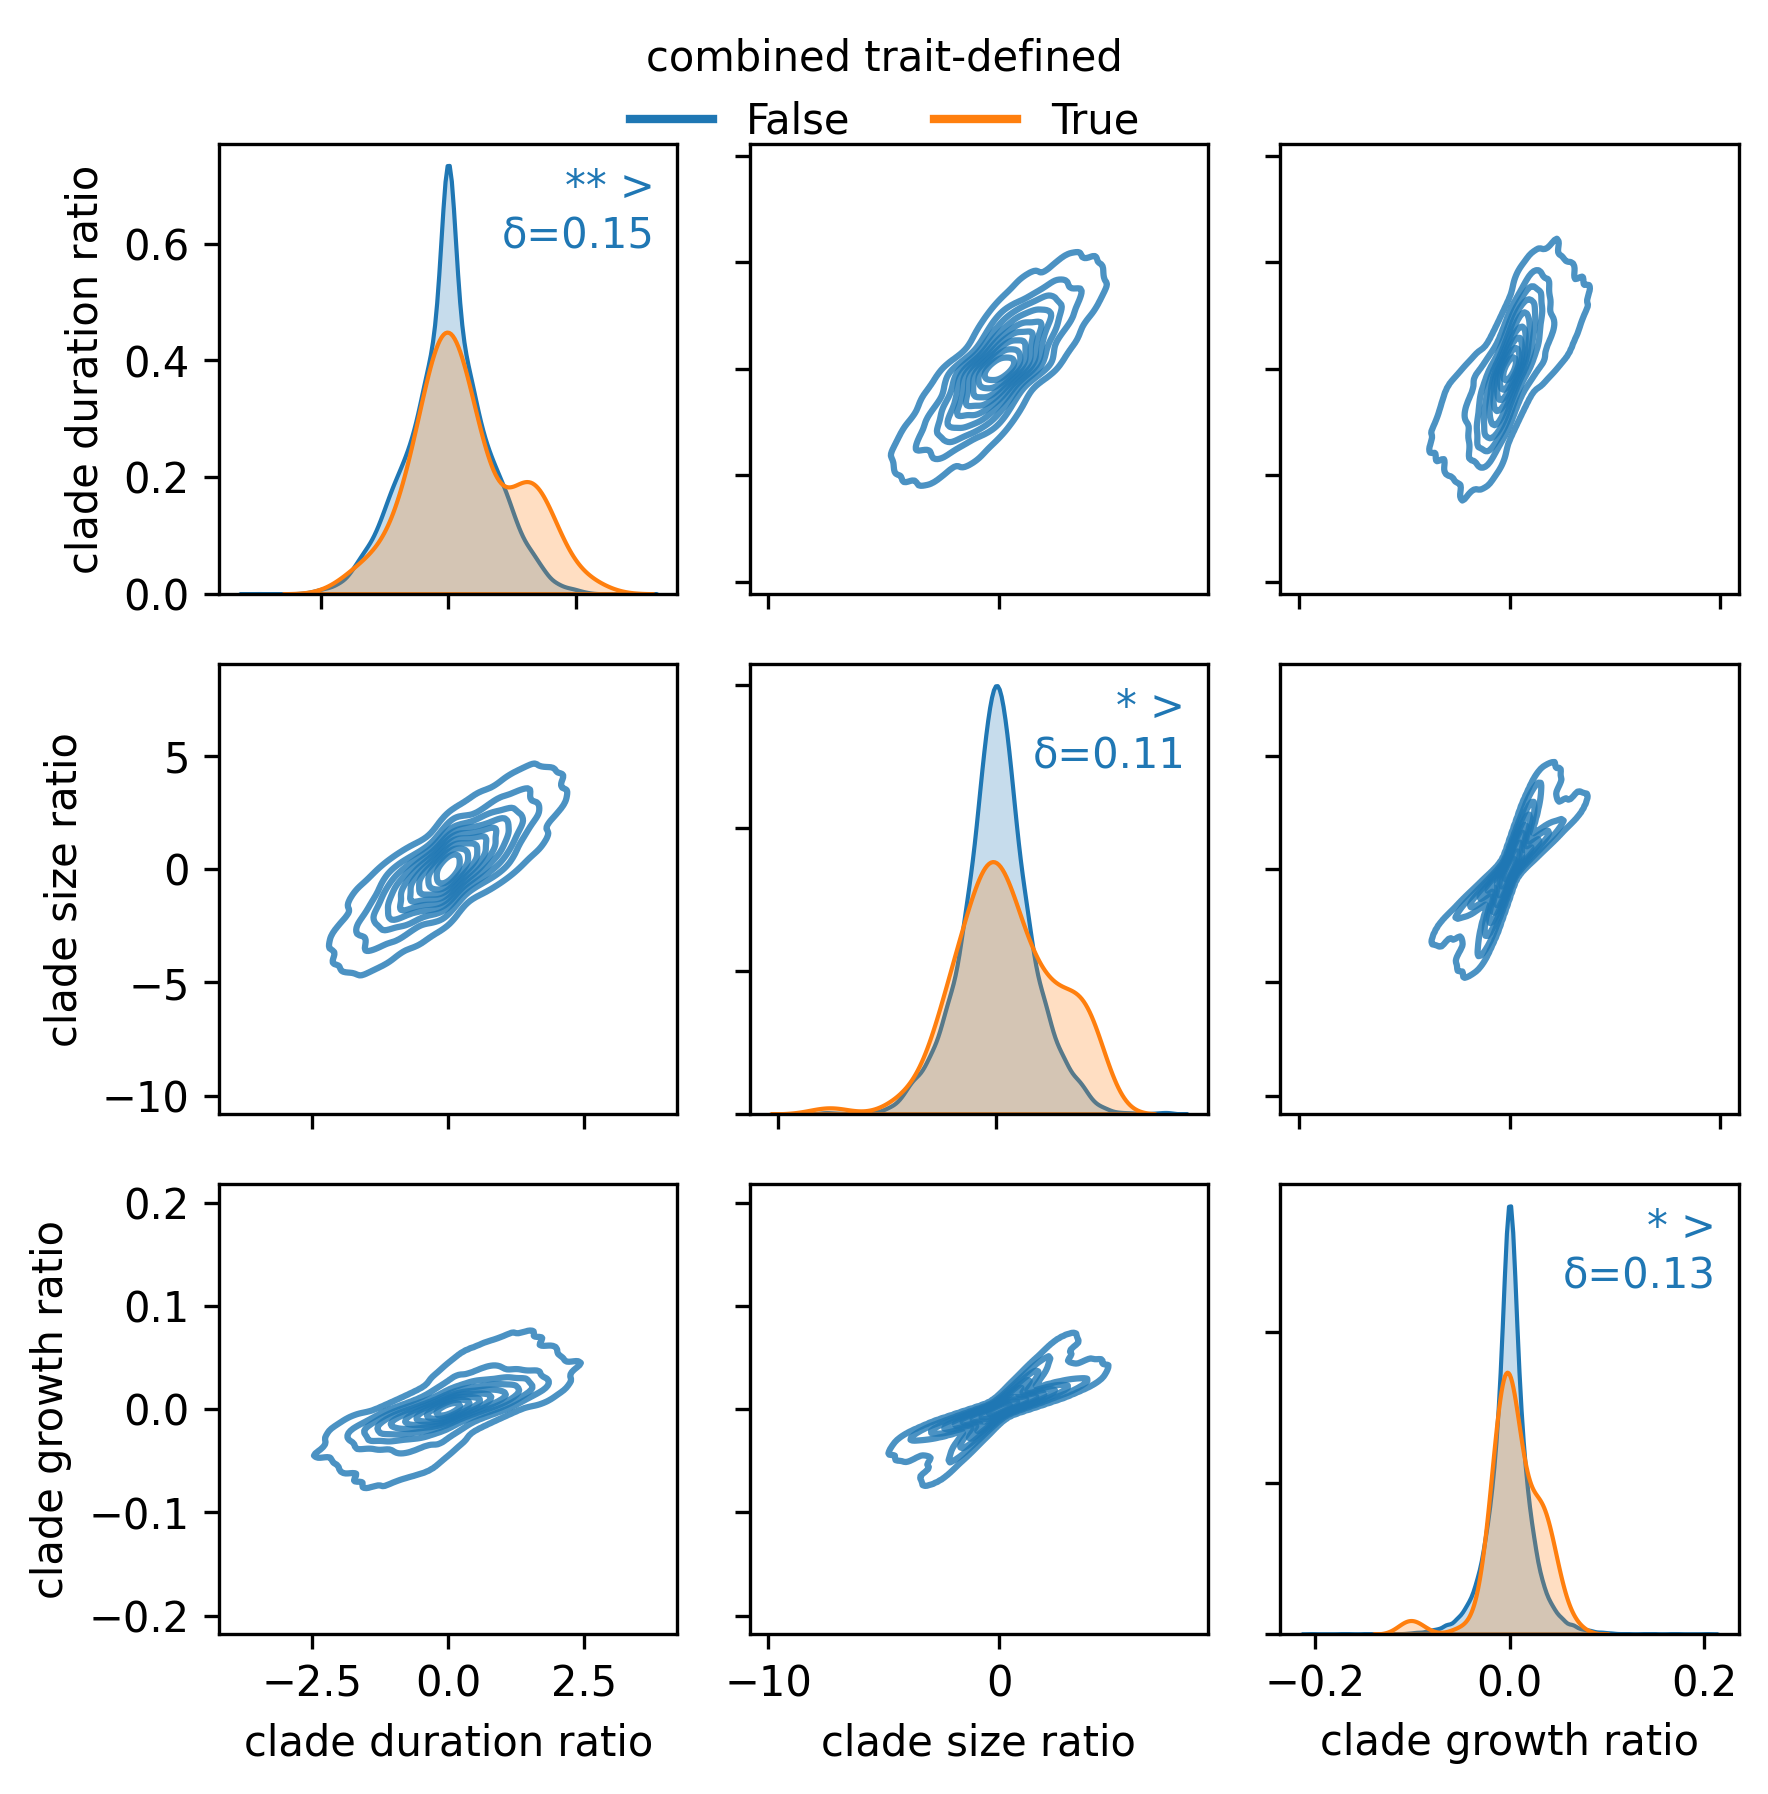 combined trait-defined
False True
clade duration ratio
0.6
0.4
0.2
0.0
** >
δ=0.15
clade size ratio
5
0
−5
−10
* >
δ=0.11
clade growth ratio
0.2
0.1
0.0
−0.1
−0.2
* >
δ=0.13
−2.5 0.0 2.5
−10 0
−0.2 0.0 0.2
clade duration ratio
clade size ratio
clade growth ratio